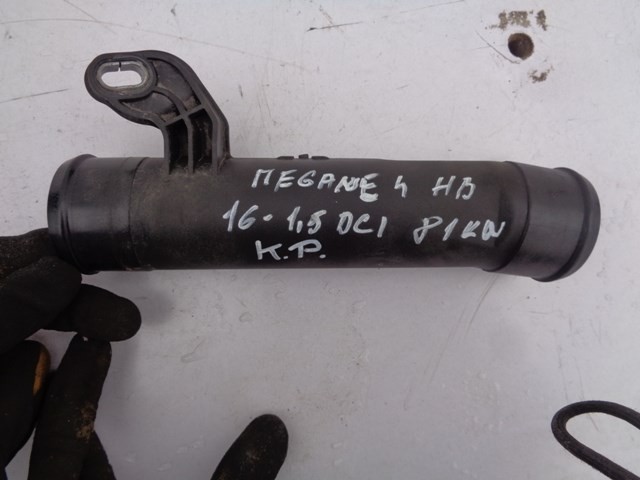 MEGANE 4 HB
16- 1,5 DCI 81KW
K.P.